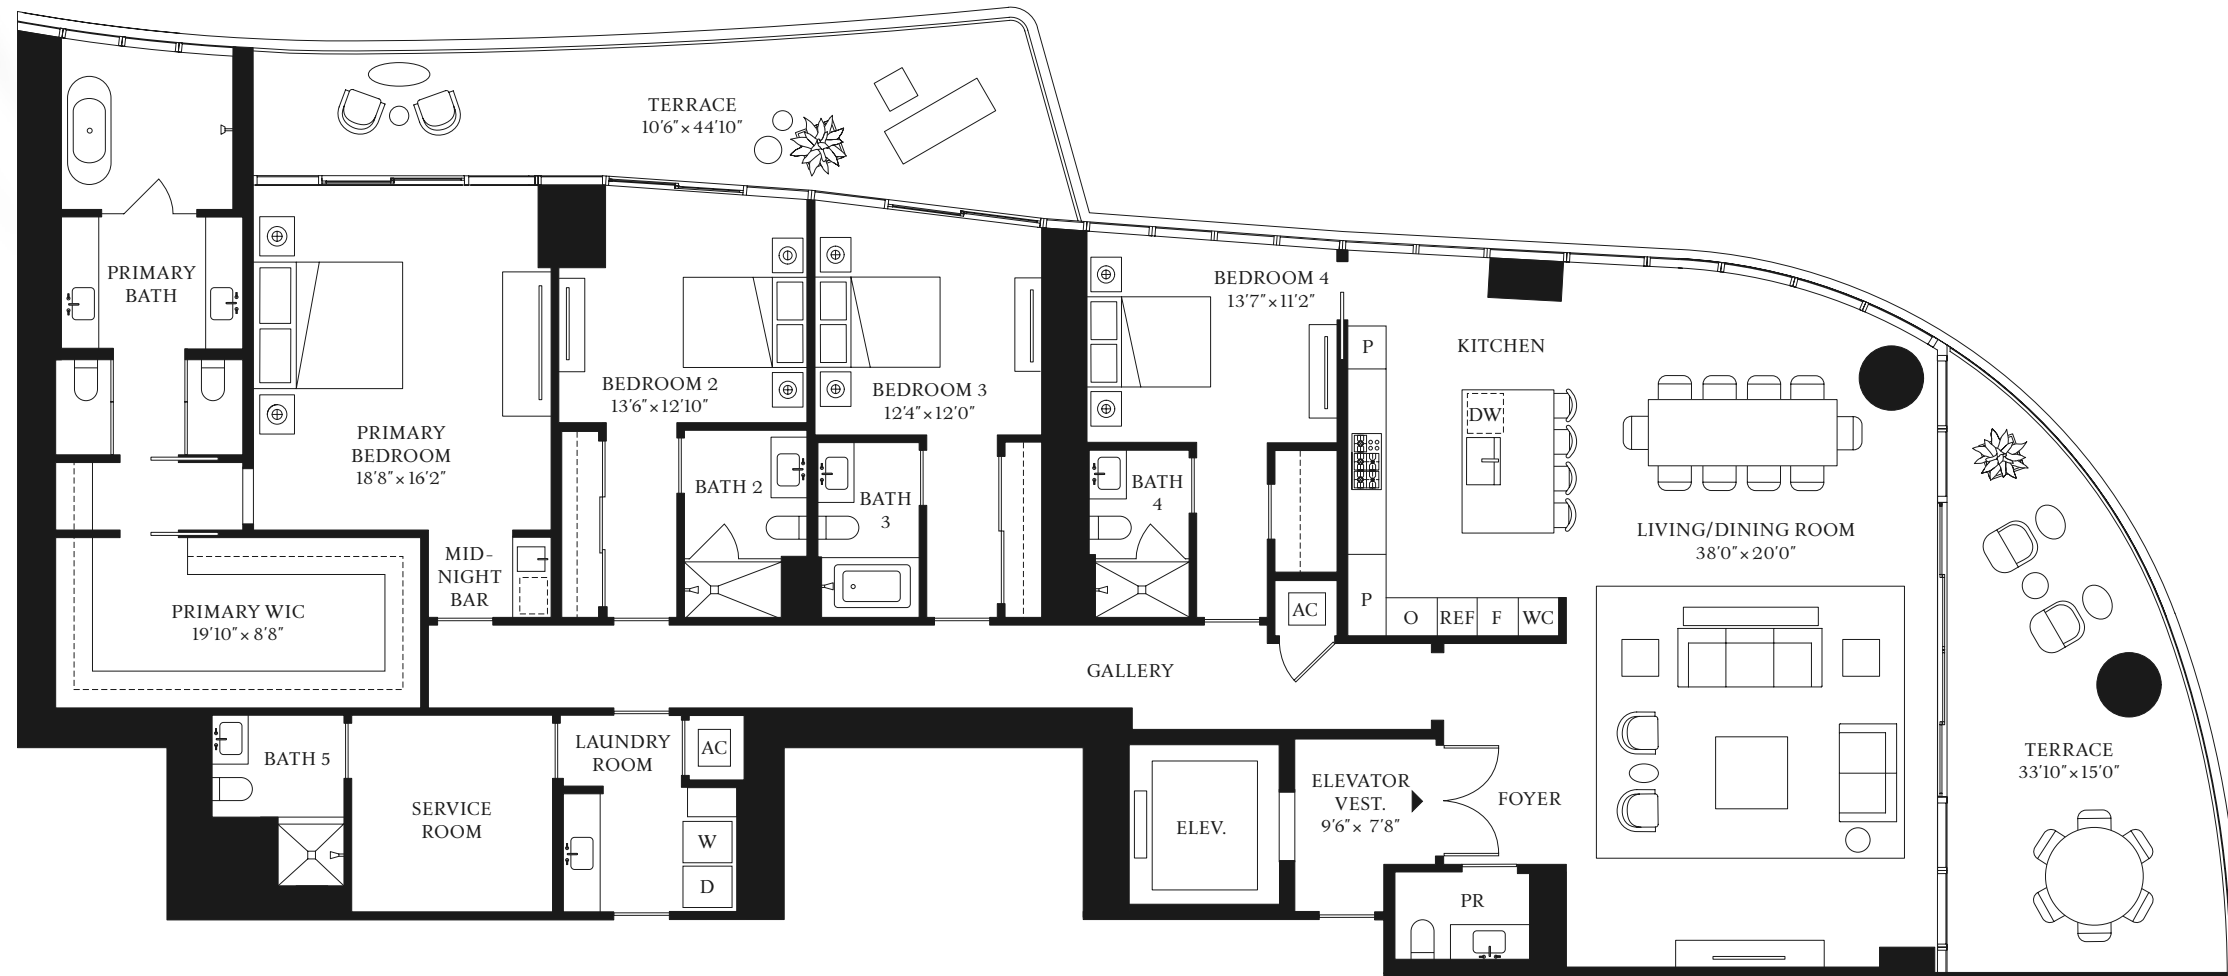 TERRACE
10'6"×44'10"
PRIMARY
BATH
BEDROOM 4
13'7"×11'2"
P
KITCHEN
BEDROOM 2
13'6"×12'10"
BEDROOM 3
12'4"×12'0"
DW
PRIMARY
BEDROOM
18'8"×16'2"
BATH 2
BATH
3
BATH
4
LIVING/DINING ROOM
38'0"×20'0"
MID-
NIGHT
BAR
PRIMARY WIC
19'10"×8'8"
AC
P
O
REF
F
WC
GALLERY
BATH 5
LAUNDRY
ROOM
AC
TERRACE
33'10"×15'0"
SERVICE
ROOM
ELEVATOR
VEST.
9'6"× 7'8"
FOYER
ELEV.
W
D
PR